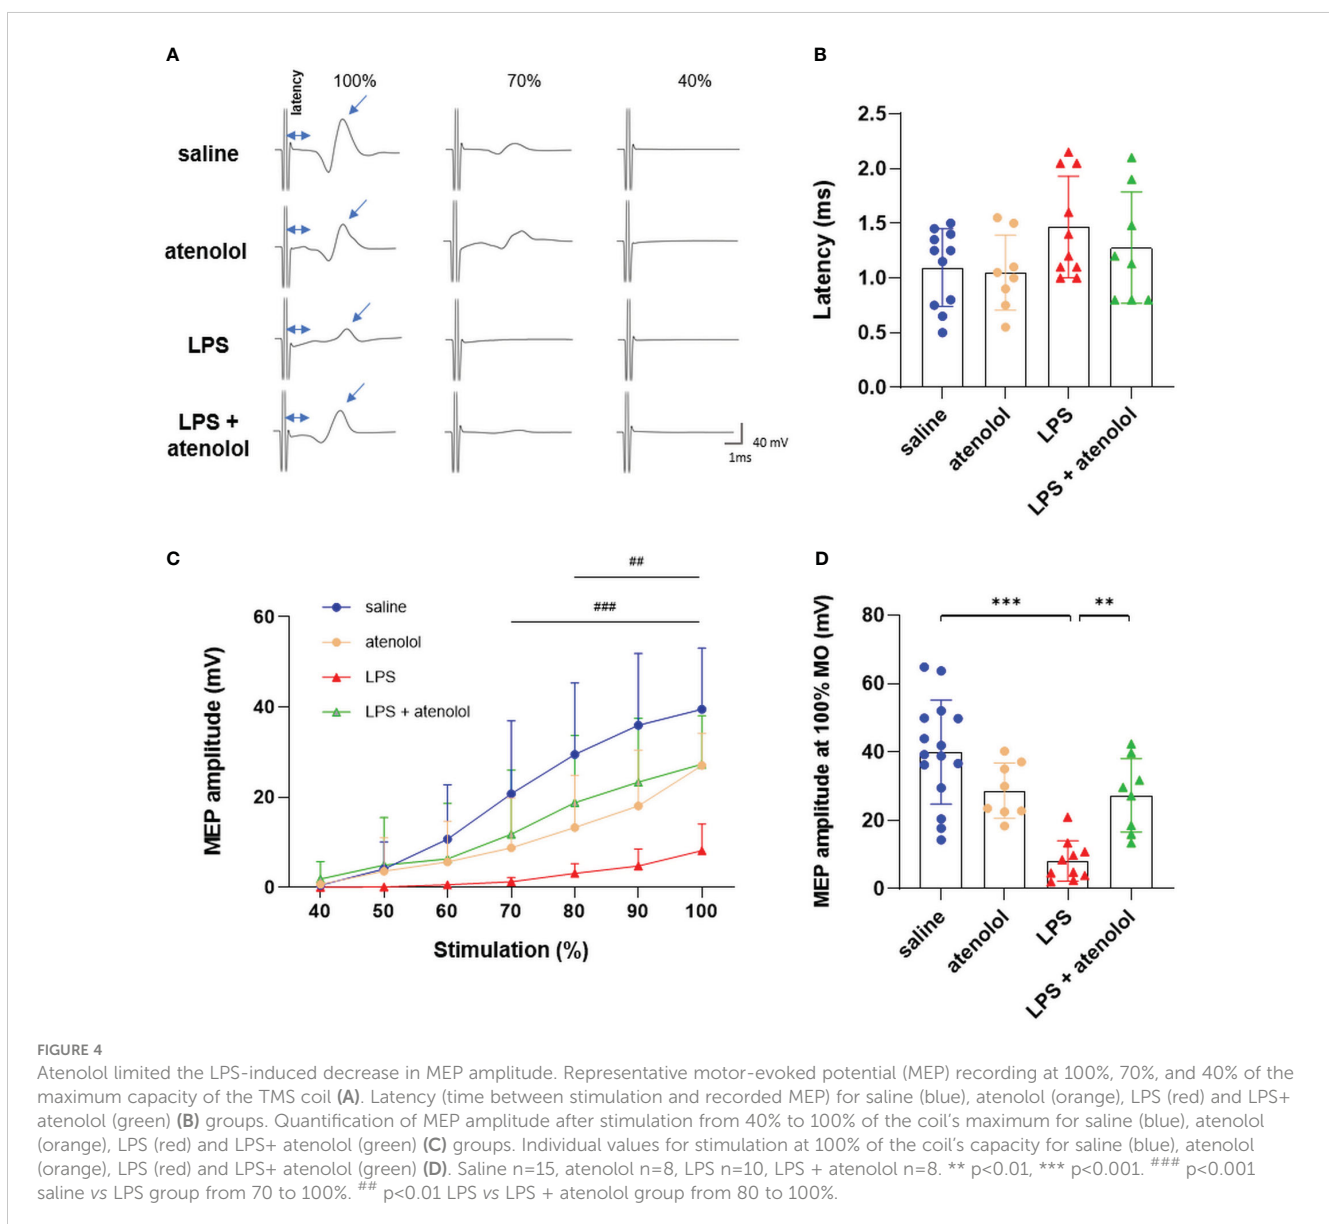 A
latency
100%
70%
40%
saline
atenolol
LPS
LPS +
atenolol
40 mV
1ms
B
2.5
2.0
1.5
1.0
0.5
0.0
Latency (ms)
saline
atenolol
LPS
LPS + atenolol
C
##
###
saline
atenolol
LPS
LPS + atenolol
60
40
20
0
MEP amplitude (mV)
40 50 60 70 80 90 100
Stimulation (%)
D
*** **
80
60
40
20
0
MEP amplitude at 100% MO (mV)
saline
atenolol
LPS
LPS + atenolol
FIGURE 4
Atenolol limited the LPS-induced decrease in MEP amplitude. Representative motor-evoked potential (MEP) recording at 100%, 70%, and 40% of the
maximum capacity of the TMS coil (A). Latency (time between stimulation and recorded MEP) for saline (blue), atenolol (orange), LPS (red) and LPS+
atenolol (green) (B) groups. Quantification of MEP amplitude after stimulation from 40% to 100% of the coil's maximum for saline (blue), atenolol
(orange), LPS (red) and LPS+ atenolol (green) (C) groups. Individual values for stimulation at 100% of the coil's capacity for saline (blue), atenolol
(orange), LPS (red) and LPS+ atenolol (green) (D). Saline n=15, atenolol n=8, LPS n=10, LPS + atenolol n=8. ** p<0.01, *** p<0.001. ### p<0.001
saline vs LPS group from 70 to 100%. ## p<0.01 LPS vs LPS + atenolol group from 80 to 100%.